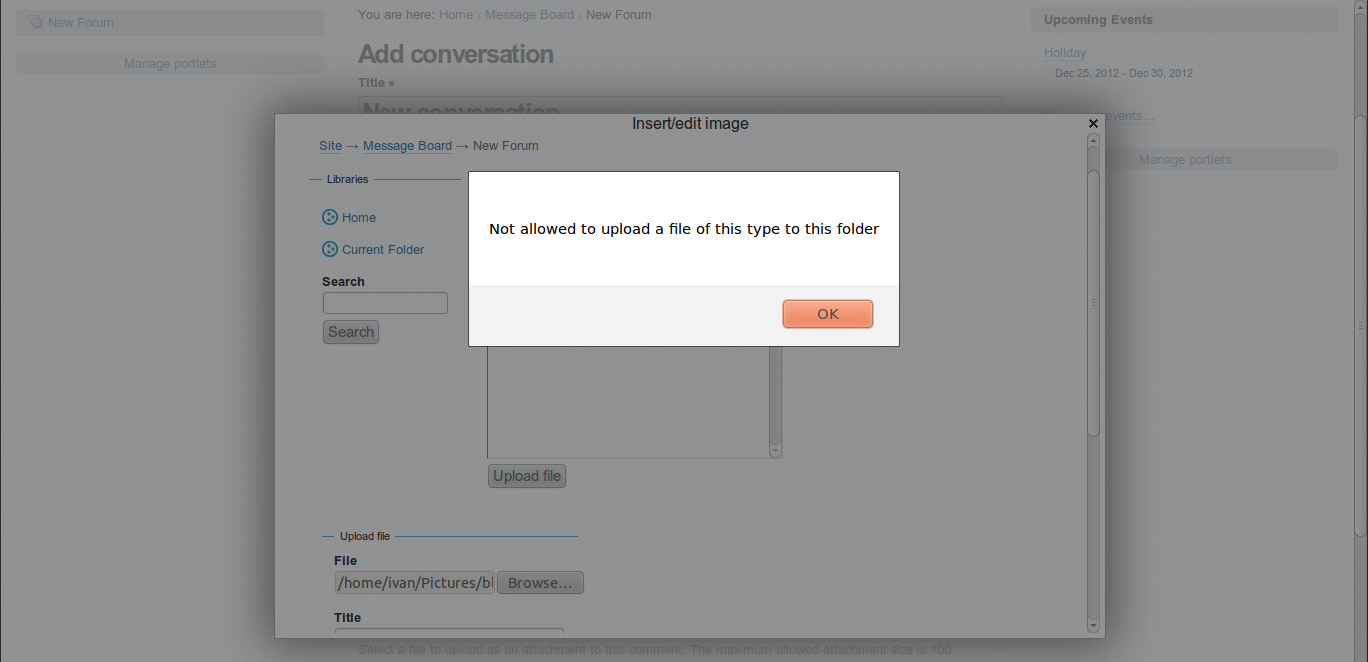 New Forum
Manage portlets
You are here: Home › Message Board › New Forum
Add conversation
Title
New conversation
Upcoming Events
Holiday
Dec 25, 2012 - Dec 30, 2012
events…
Manage portlets
Insert/edit image
Site → Message Board → New Forum
Libraries
Home
Current Folder
Search
Search
Not allowed to upload a file of this type to this folder
OK
Upload file
Upload file
File
/home/ivan/Pictures/bl
Browse...
Title
Select a file to upload as an attachment to this comment. The maximum allowed attachment size is 100